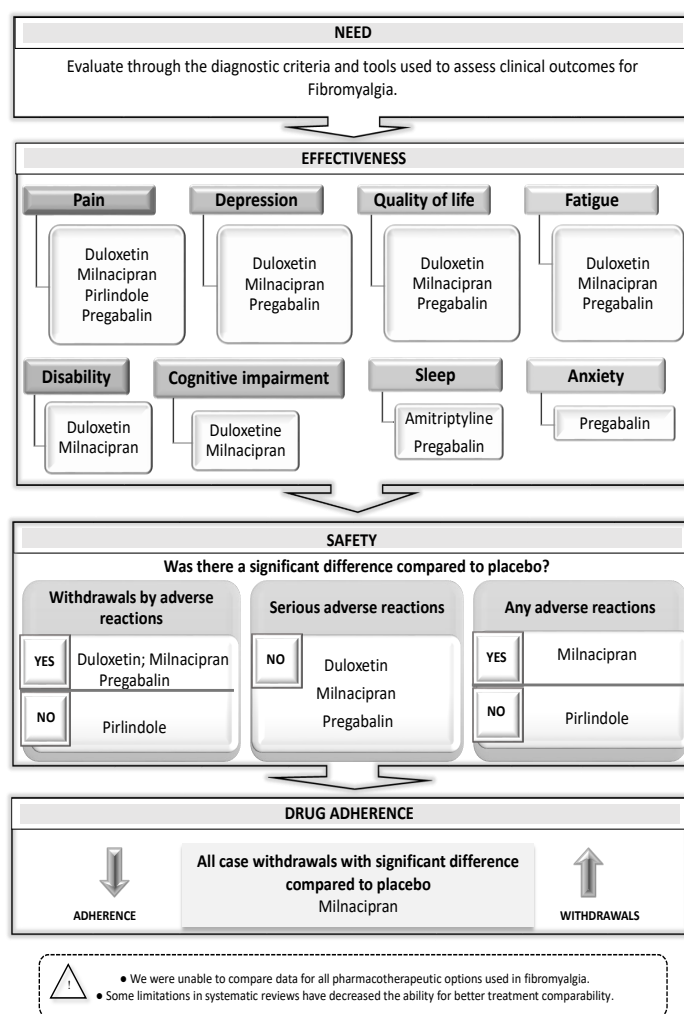 NEED
Evaluate through the diagnostic criteria and tools used to assess clinical outcomes for
Fibromyalgia.
EFFECTIVENESS
Pain
Duloxetin
Milnacipran
Pirlindole
Pregabalin
Depression
Duloxetin
Milnacipran
Pregabalin
Quality of life
Duloxetin
Milnacipran
Pregabalin
Fatigue
Duloxetin
Milnacipran
Pregabalin
Disability
Duloxetin
Milnacipran
Cognitive impairment
Duloxetine
Milnacipran
Sleep
Amitriptyline
Pregabalin
Anxiety
Pregabalin
SAFETY
Was there a significant difference compared to placebo?
Withdrawals by adverse
reactions
YES
Duloxetin; Milnacipran
Pregabalin
NO
Pirlindole
Serious adverse reactions
NO
Duloxetin
Milnacipran
Pregabalin
Any adverse reactions
YES
Milnacipran
NO
Pirlindole
DRUG ADHERENCE
ADHERENCE
All case withdrawals with significant difference
compared to placebo
Milnacipran
WITHDRAWALS
!
● We were unable to compare data for all pharmacotherapeutic options used in fibromyalgia.
● Some limitations in systematic reviews have decreased the ability for better treatment comparability.